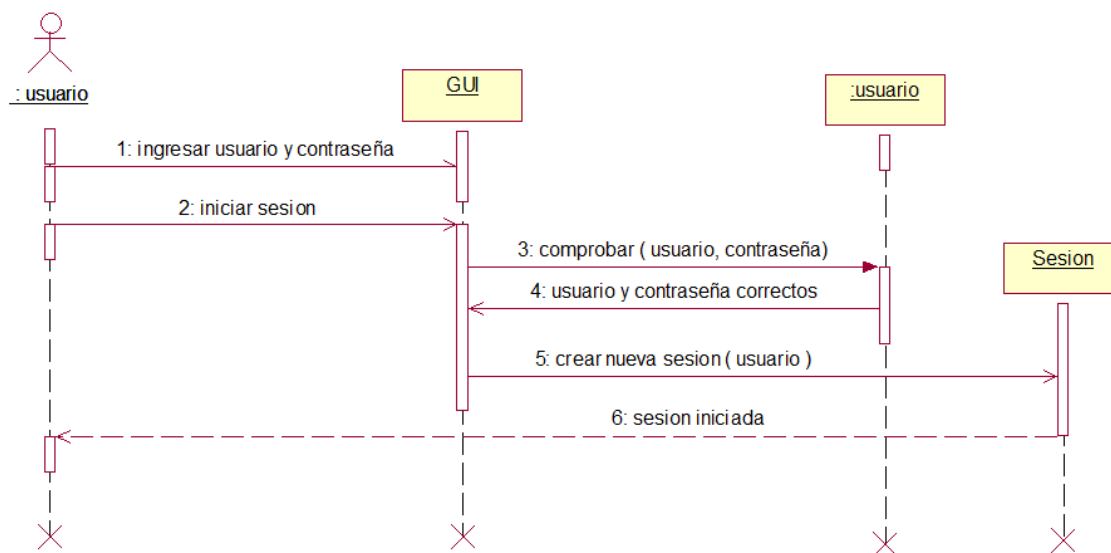 : usuario
GUI
:usuario
1: ingresar usuario y contraseña
2: iniciar sesion
3: comprobar ( usuario, contraseña)
Sesion
4: usuario y contraseña correctos
5: crear nueva sesion ( usuario )
6: sesion iniciada